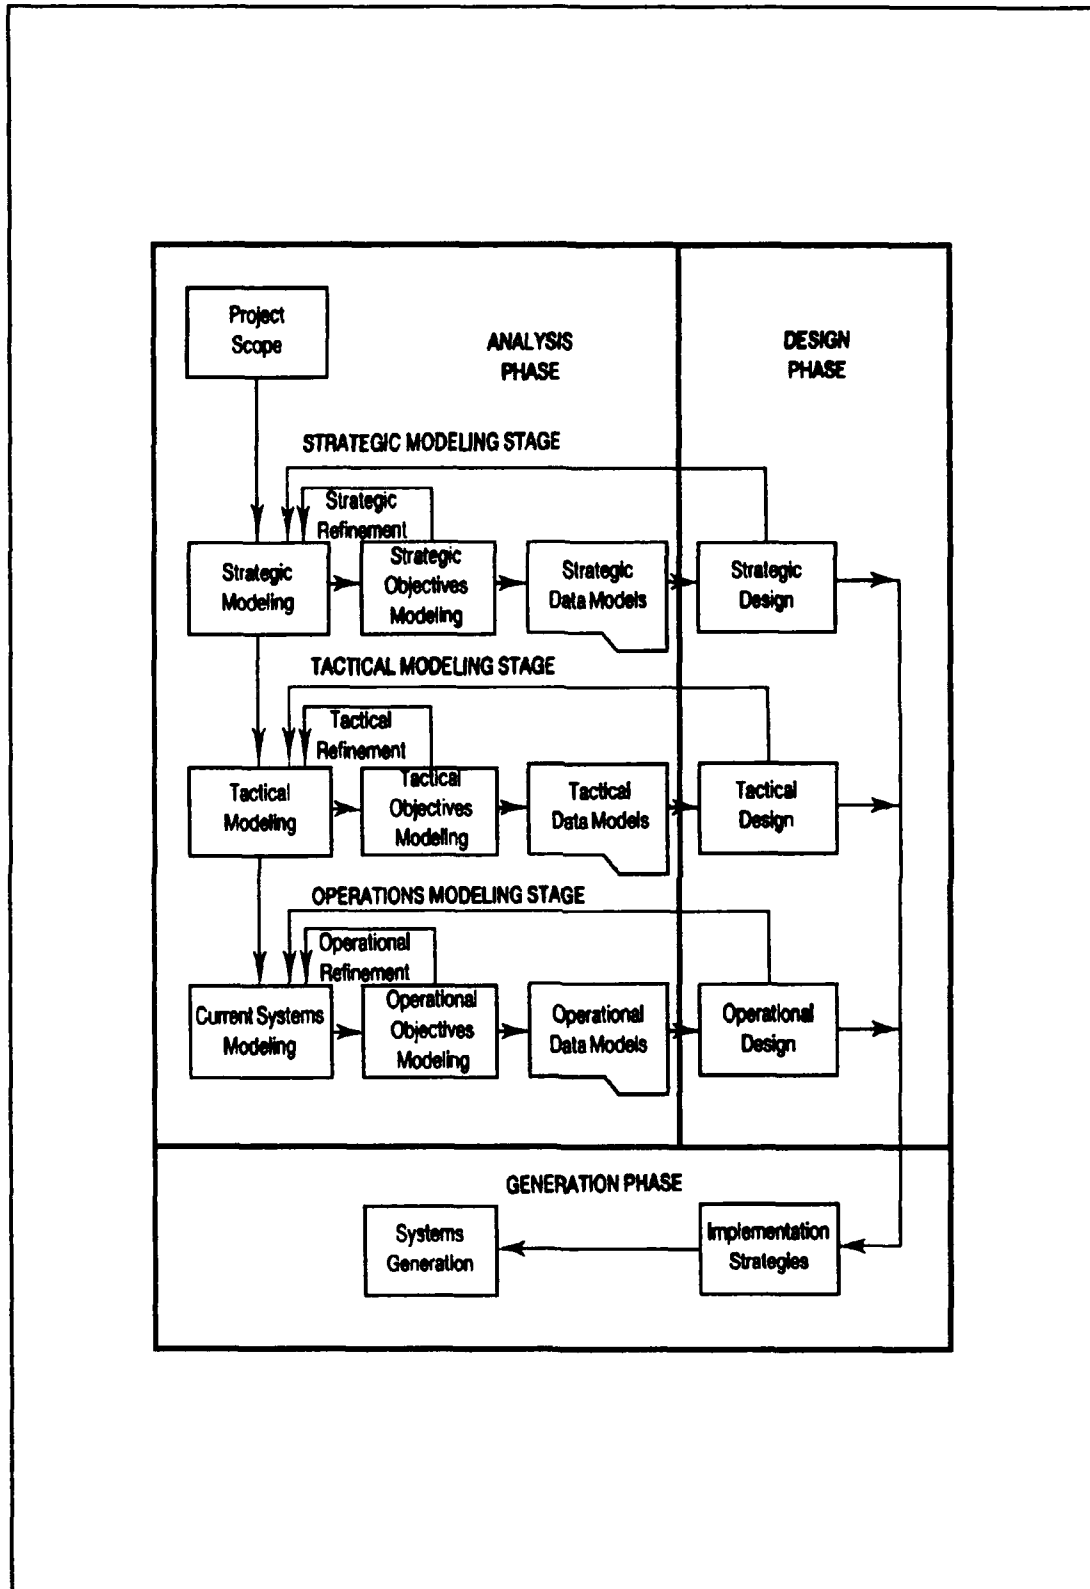 Project
Scope
ANALYSIS
PHASE
DESIGN
PHASE
STRATEGIC MODELING STAGE
Strategic
Refinement
Strategic
Modeling
Strategic
Objectives
Modeling
Strategic
Data Models
Strategic
Design
TACTICAL MODELING STAGE
Tactical
Refinement
Tactical
Modeling
Tactical
Objectives
Modeling
Tactical
Data Models
Tactical
Design
OPERATIONS MODELING STAGE
Operational
Refinement
Current Systems
Modeling
Operational
Objectives
Modeling
Operational
Data Models
Operational
Design
GENERATION PHASE
Systems
Generation
Implementation
Strategies